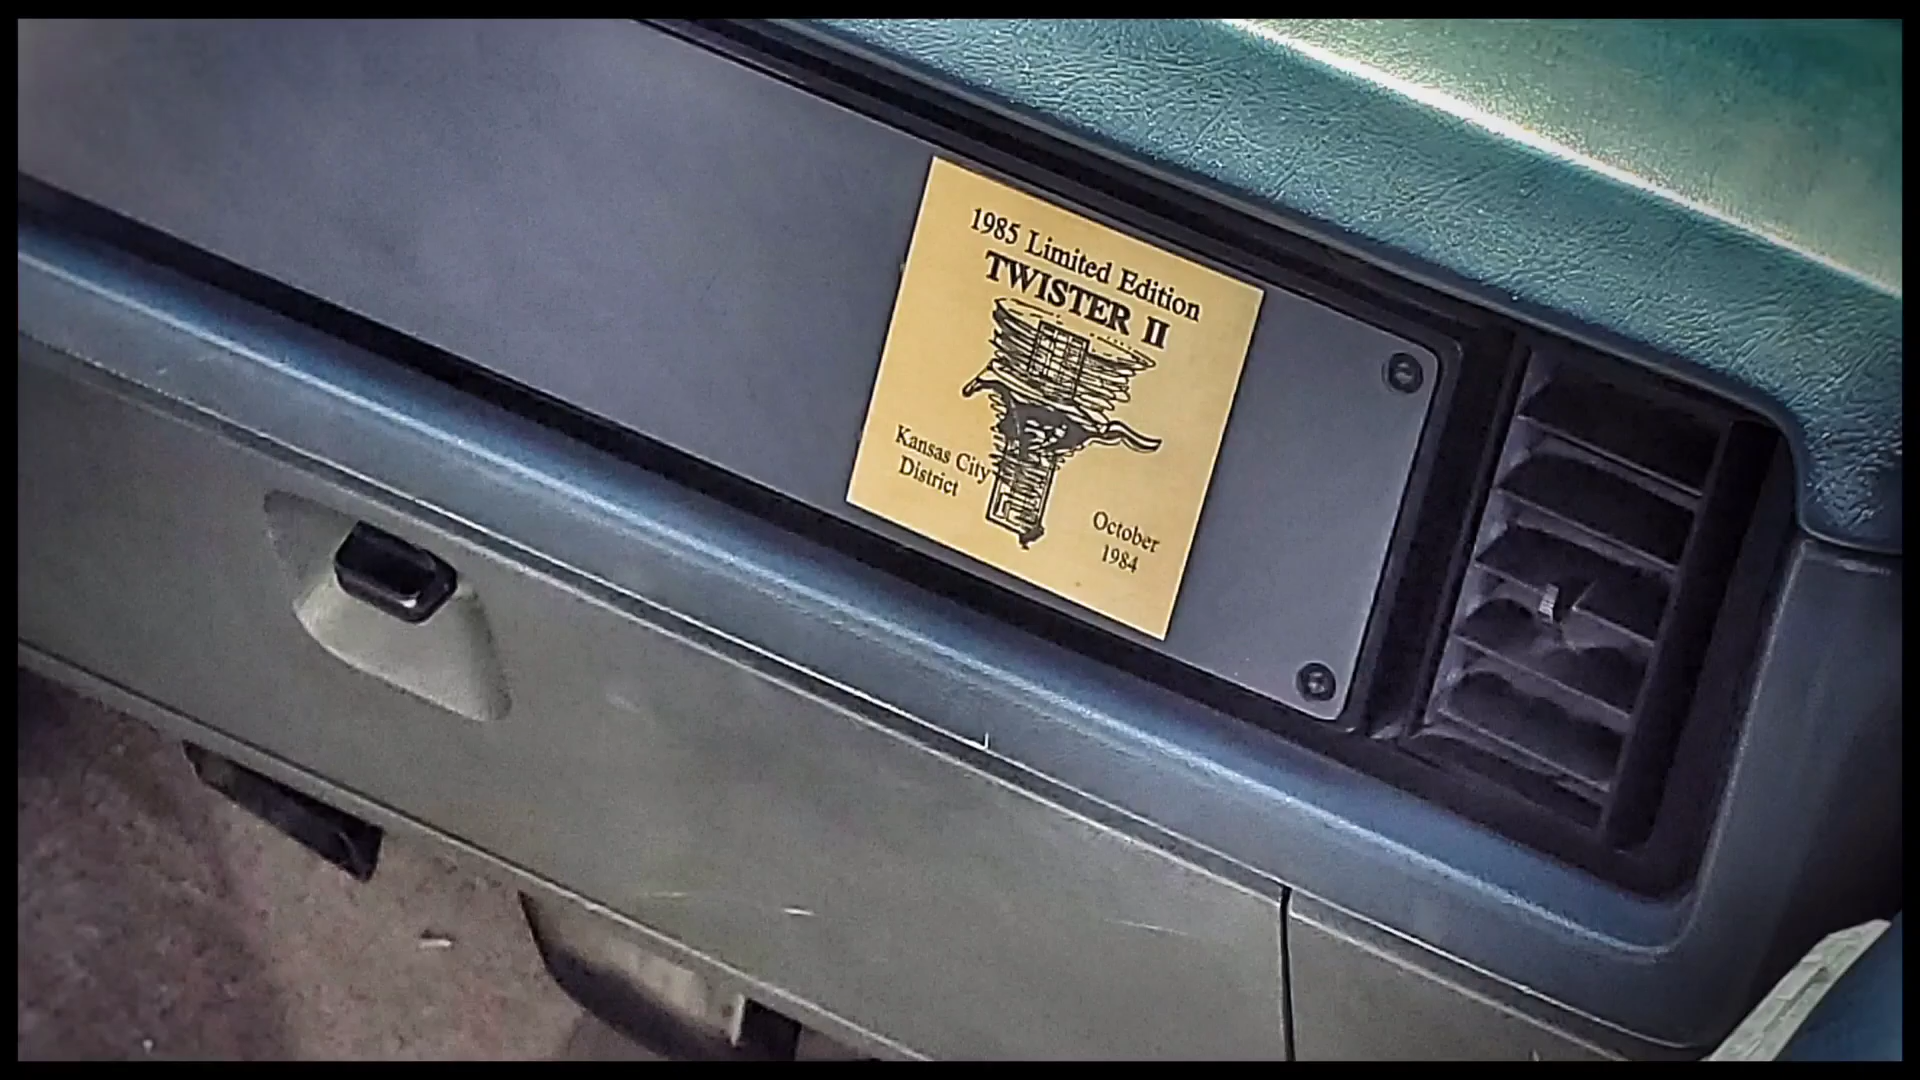 1985 Limited Edition
TWISTER II
Kansas City
District
October
1984